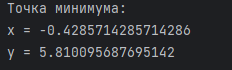 Точка минимума:
x = -0.4285714285714286
y = 5.810095687695142